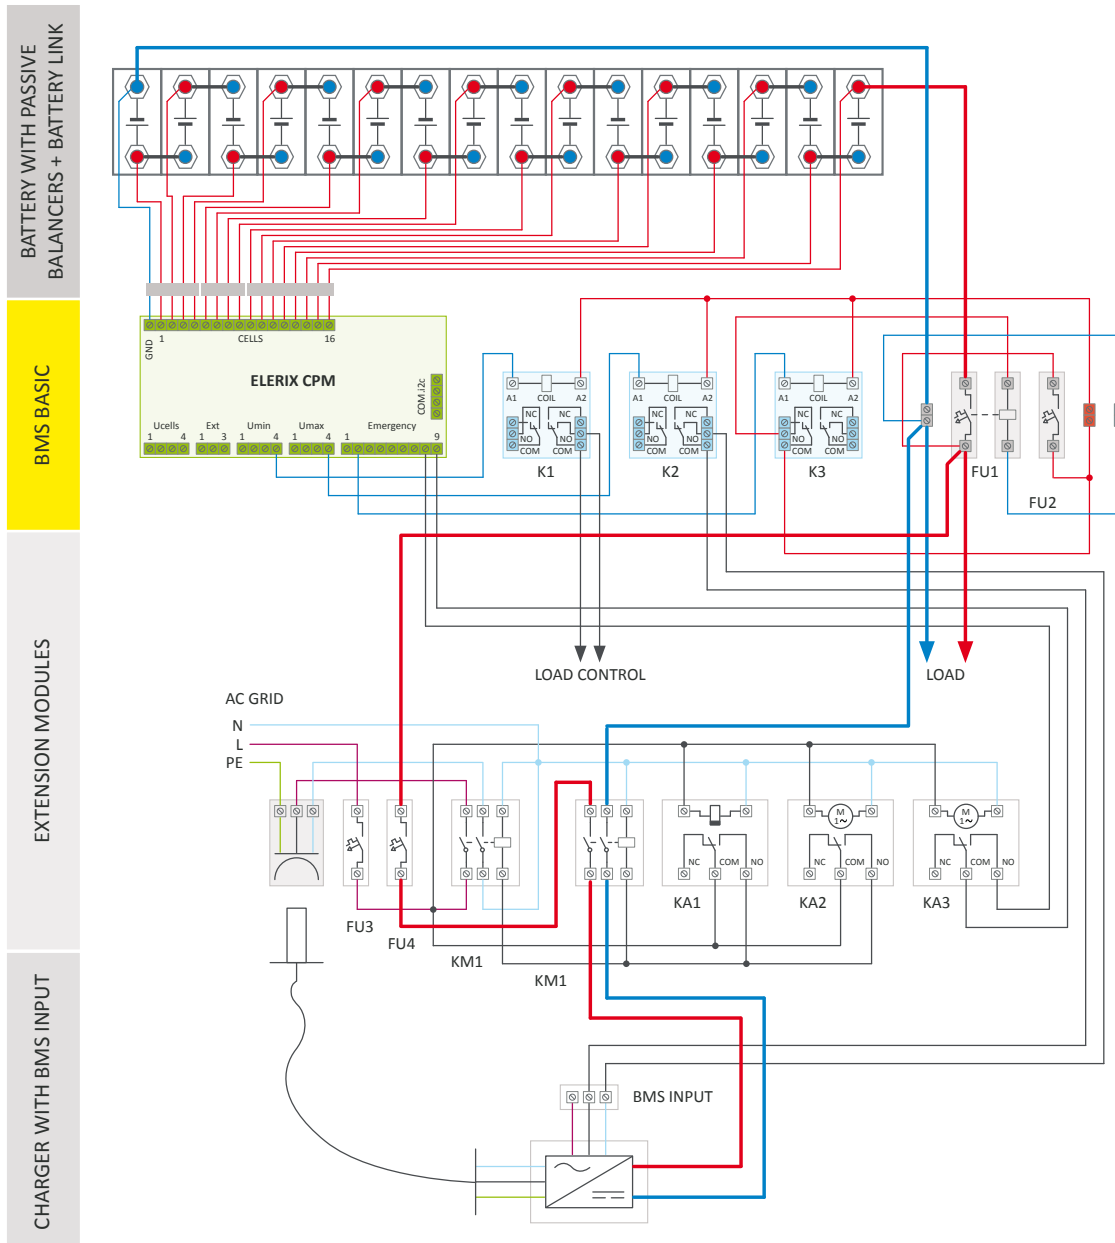 BATTERY WITH PASSIVE
BALANCERS + BATTERY LINK
BMS BASIC
EXTENSION MODULES
CHARGER WITH BMS INPUT
GND
1
CELLS
16
ELERIX CPM
COM.i2c
Ucells
Ext
Umin
Umax
Emergency
1 4
1 3
1 4
1 4
1 9
A1 COIL A2
NC
NO
NO
COM
COM
K1
A1 COIL A2
NC
NO
NO
COM
COM
K2
A1 COIL A2
NC
NO
NO
COM
COM
K3
FU1
FU2
LOAD CONTROL
LOAD
AC GRID
N
L
PE
FU3
FU4
KM1
KM1
NC COM NO
KA1
M
1~
NC COM NO
KA2
M
1~
NC COM NO
KA3
BMS INPUT